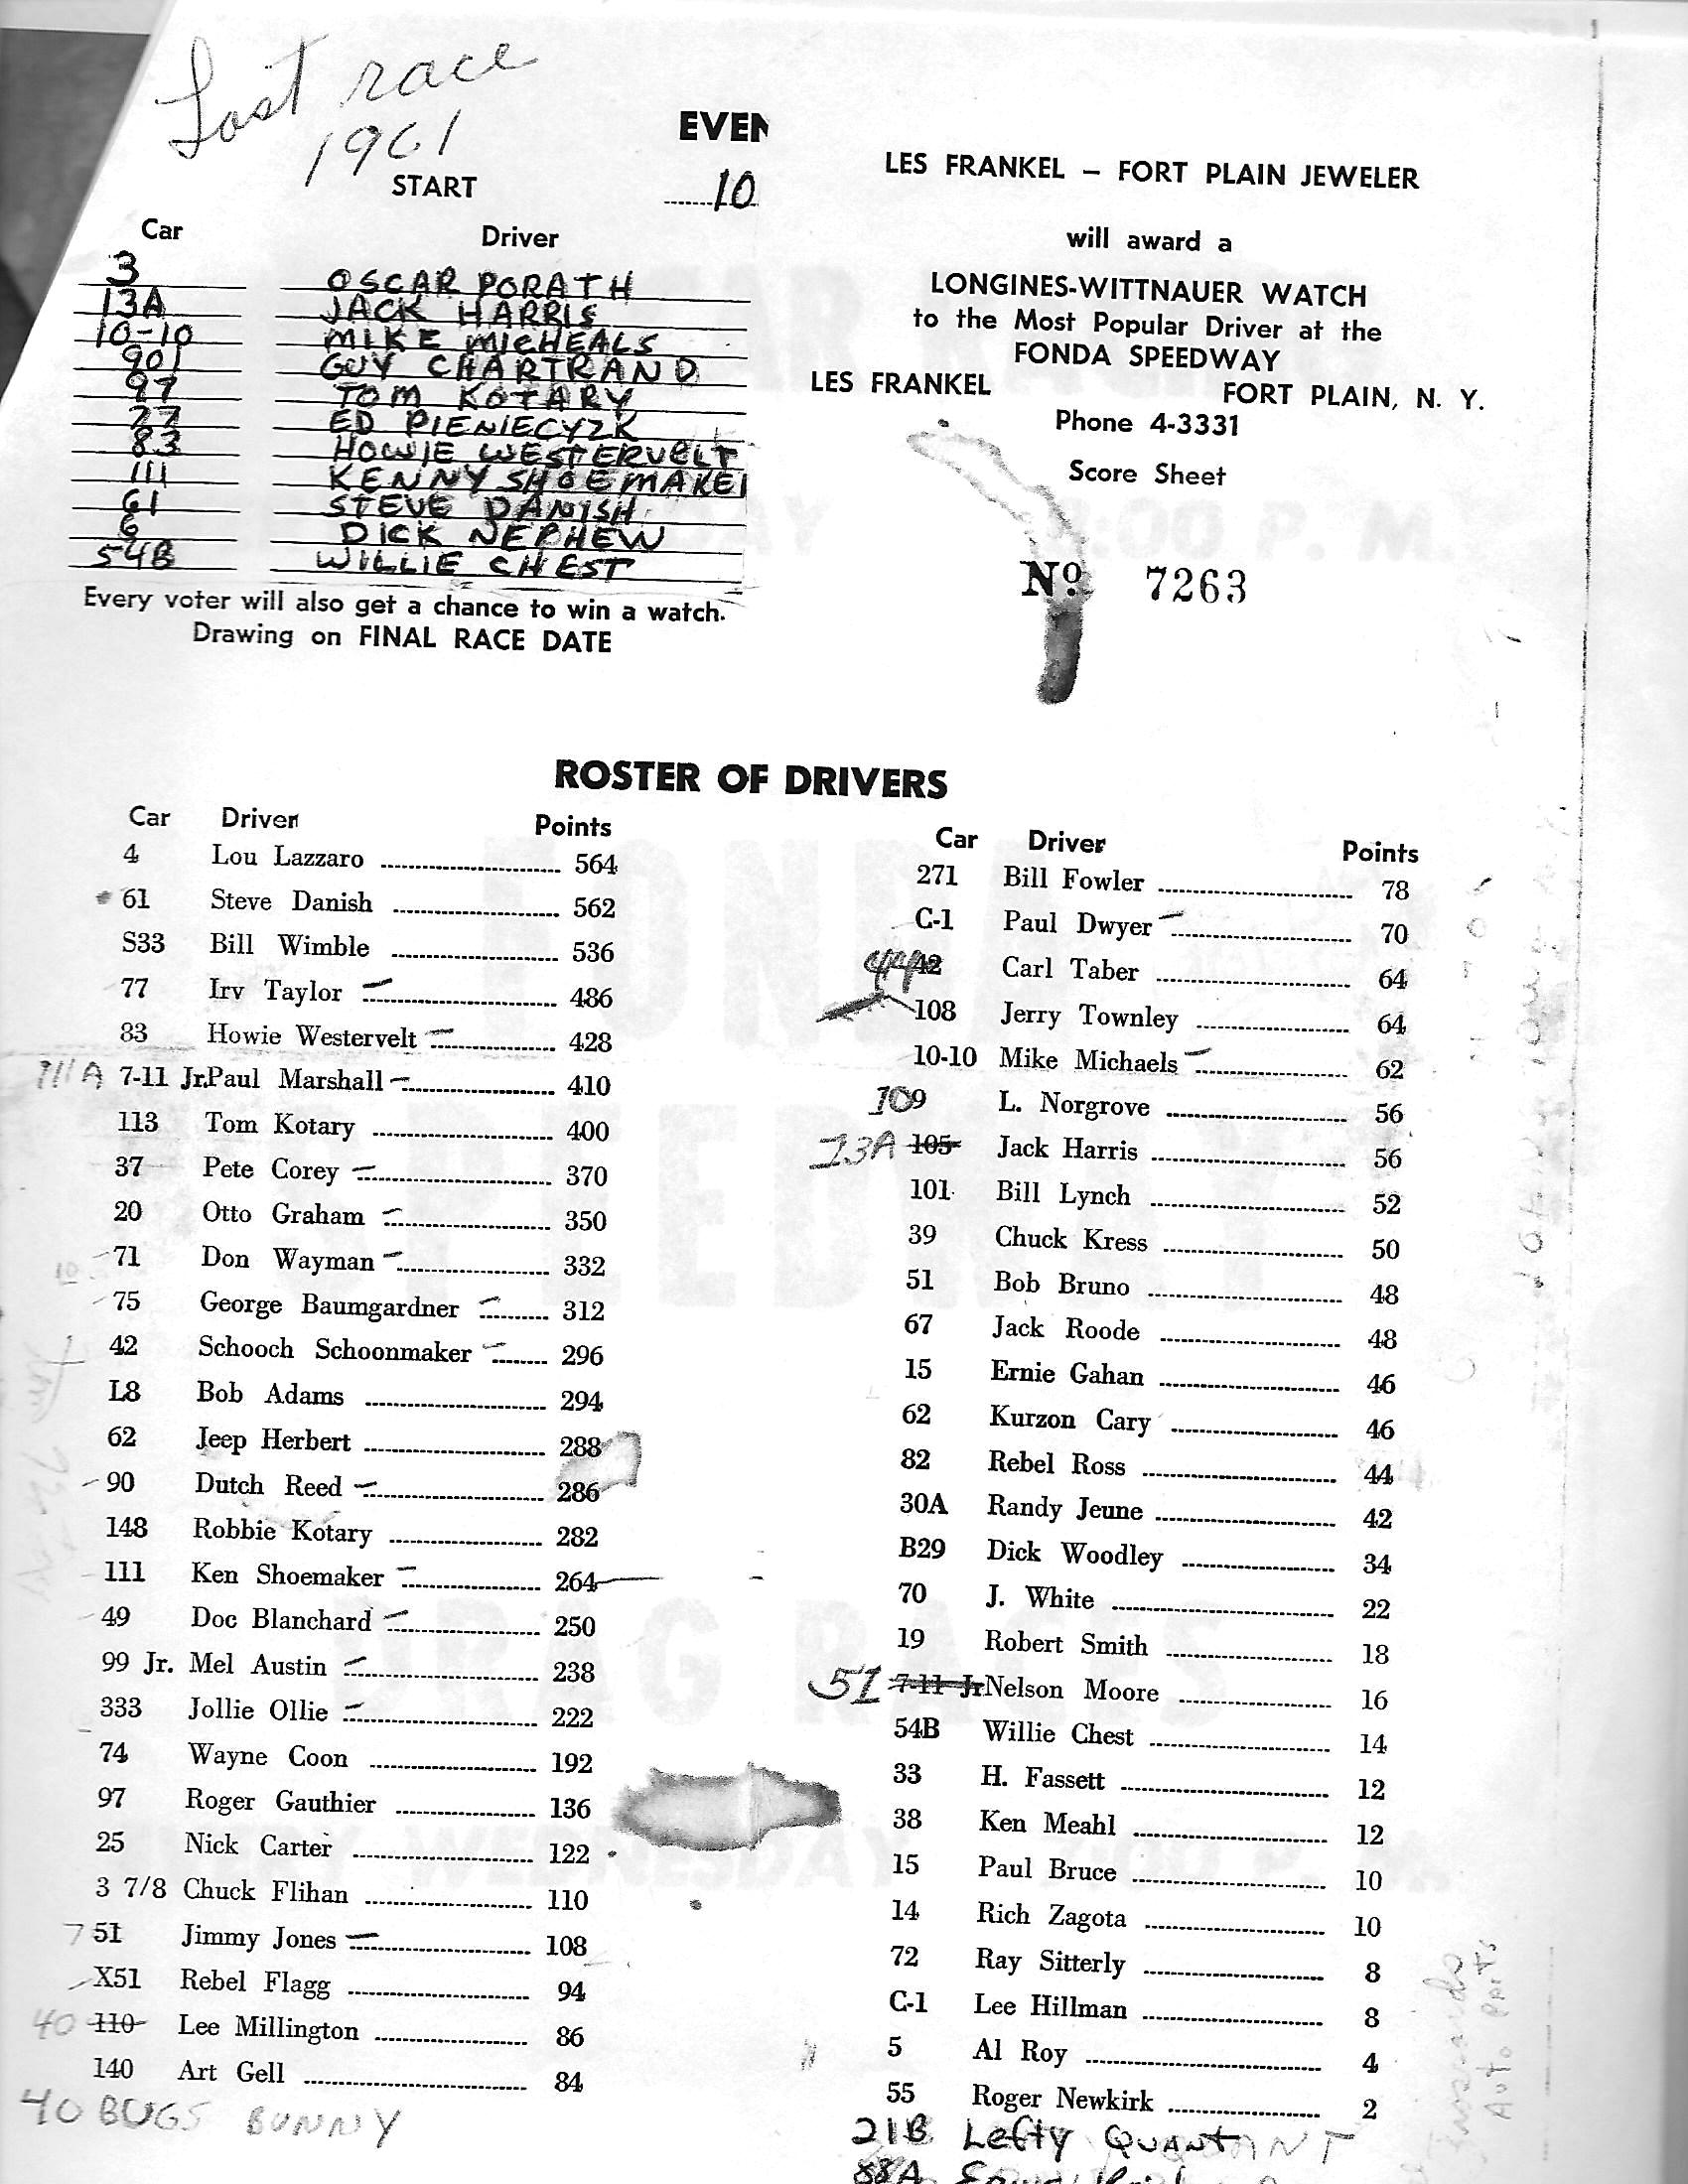 Last race
1961
EVEN
START
10
Car Driver
3 OSCAR PORATH
13A JACK HARRIS
10-10 MIKE MICHEALS
901 GUY CHARTRAND
97 TOM KOTARY
27 ED PIENIECYZK
83 HOWIE WESTERVELT
111 KENNY SHOEMAKER
61 STEVE DANISH
6 DICK NEPHEW
54B WILLIE CHEST
Every voter will also get a chance to win a watch.
Drawing on FINAL RACE DATE
LES FRANKEL – FORT PLAIN JEWELER
will award a
LONGINES-WITTNAUER WATCH
to the Most Popular Driver at the
FONDA SPEEDWAY
LES FRANKEL FORT PLAIN, N. Y.
Phone 4-3331
Score Sheet
No. 7263
ROSTER OF DRIVERS
Car Driver Points
4 Lou Lazzaro 564
61 Steve Danish 562
S33 Bill Wimble 536
77 Irv Taylor 486
83 Howie Westervelt 428
7-11 Jr. Paul Marshall 410
113 Tom Kotary 400
37 Pete Corey 370
20 Otto Graham 350
71 Don Wayman 332
75 George Baumgardner 312
42 Schooch Schoonmaker 296
L8 Bob Adams 294
62 Jeep Herbert 288
90 Dutch Reed 286
148 Robbie Kotary 282
111 Ken Shoemaker 264
49 Doc Blanchard 250
99 Jr. Mel Austin 238
333 Jollie Ollie 222
74 Wayne Coon 192
97 Roger Gauthier 136
25 Nick Carter 122
3 7/8 Chuck Flihan 110
7 51 Jimmy Jones 108
X51 Rebel Flagg 94
40 110 Lee Millington 86
140 Art Gell 84
40 BUGS BUNNY
Car Driver Points
271 Bill Fowler 78
C-1 Paul Dwyer 70
42 Carl Taber 64
108 Jerry Townley 64
10-10 Mike Michaels 62
109 L. Norgrove 56
13A 105 Jack Harris 56
101 Bill Lynch 52
39 Chuck Kress 50
51 Bob Bruno 48
67 Jack Roode 48
15 Ernie Gahan 46
62 Kurzon Cary 46
82 Rebel Ross 44
30A Randy Jeune 42
B29 Dick Woodley 34
70 J. White 22
19 Robert Smith 18
51 7-11 Jr Nelson Moore 16
54B Willie Chest 14
33 H. Fassett 12
38 Ken Meahl 12
15 Paul Bruce 10
14 Rich Zagota 10
72 Ray Sitterly 8
C-1 Lee Hillman 8
5 Al Roy 4
55 Roger Newkirk 2
21B Lefty QUANT
88A
Auto Parts